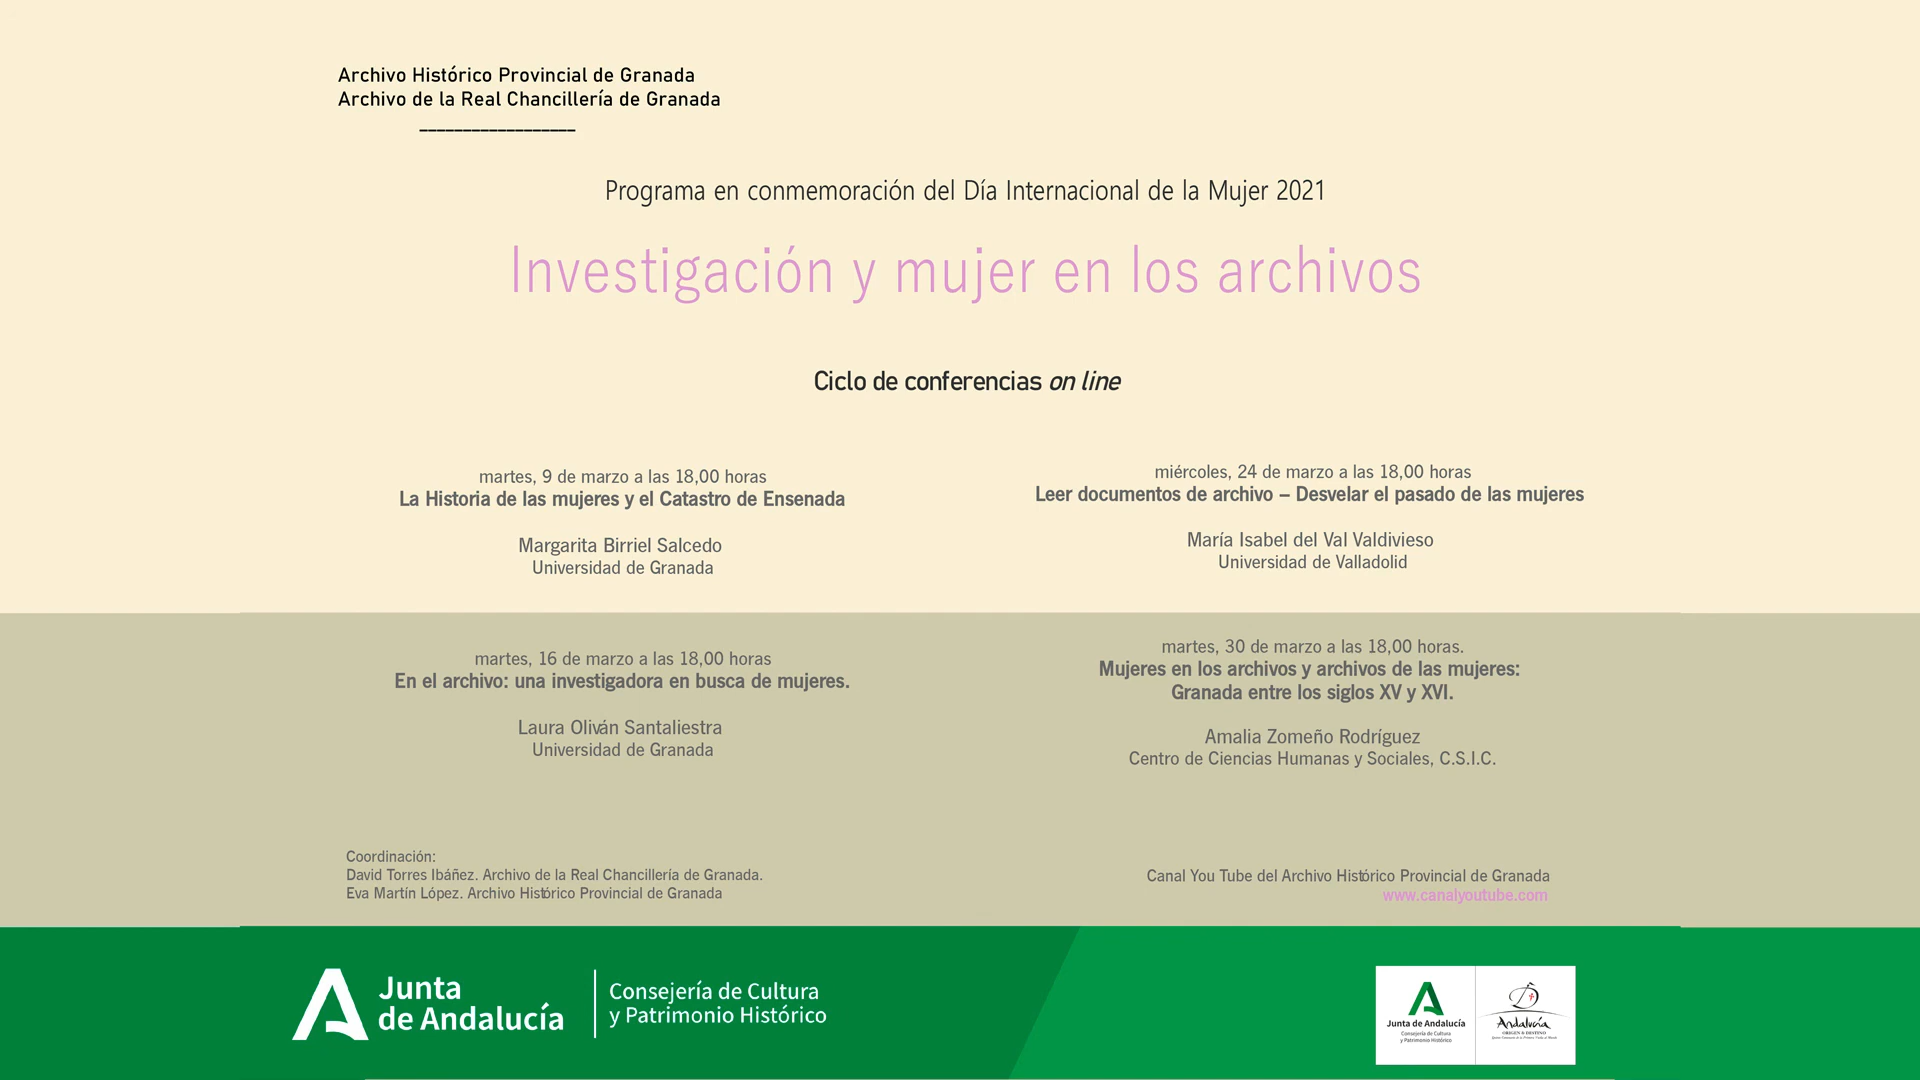 Archivo Histórico Provincial de Granada
Archivo de la Real Chancillería de Granada
__________________
Programa en conmemoración del Día Internacional de la Mujer 2021
Investigación y mujer en los archivos
Ciclo de conferencias on line
martes, 9 de marzo a las 18,00 horas
La Historia de las mujeres y el Catastro de Ensenada
Margarita Birriel Salcedo
Universidad de Granada
miércoles, 24 de marzo a las 18,00 horas
Leer documentos de archivo – Desvelar el pasado de las mujeres
María Isabel del Val Valdivieso
Universidad de Valladolid
martes, 16 de marzo a las 18,00 horas
En el archivo: una investigadora en busca de mujeres.
Laura Oliván Santaliestra
Universidad de Granada
martes, 30 de marzo a las 18,00 horas.
Mujeres en los archivos y archivos de las mujeres:
Granada entre los siglos XV y XVI.
Amalia Zomeño Rodríguez
Centro de Ciencias Humanas y Sociales, C.S.I.C.
Coordinación:
David Torres Ibáñez. Archivo de la Real Chancillería de Granada.
Eva Martín López. Archivo Histórico Provincial de Granada
Canal You Tube del Archivo Histórico Provincial de Granada
www.canalyoutube.com
Junta
de Andalucía
Consejería de Cultura
y Patrimonio Histórico
Junta de Andalucía
Consejería de Cultura
y Patrimonio Histórico
Andalucía
ORIGEN & DESTINO